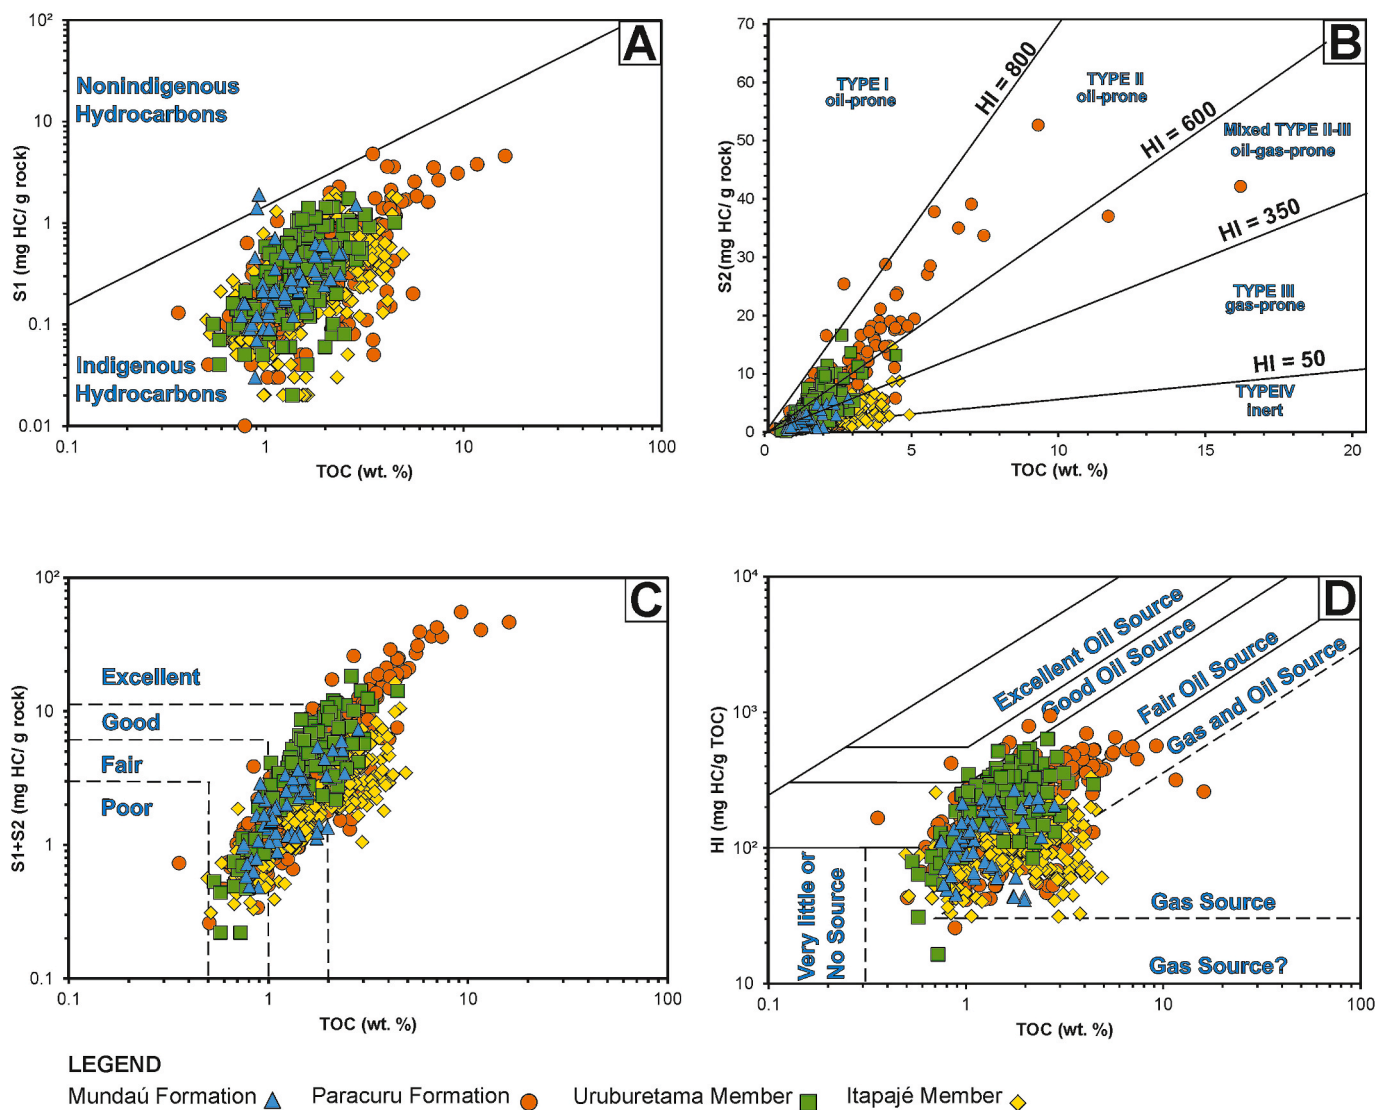 A
10²
10
1
0.1
0.01
S1 (mg HC/ g rock)
Nonindigenous
Hydrocarbons
Indigenous
Hydrocarbons
0.1
1
10
100
TOC (wt. %)
B
70
60
50
40
30
20
10
0
S2 (mg HC/ g rock)
TYPE I
oil-prone
HI = 800
TYPE II
oil-prone
HI = 600
Mixed TYPE II-III
oil-gas-prone
HI = 350
TYPE III
gas-prone
HI = 50
TYPEIV
inert
0
5
10
15
20
TOC (wt. %)
C
10²
10
1
0.1
S1+S2 (mg HC/ g rock)
Excellent
Good
Fair
Poor
0.1
1
10
100
TOC (wt. %)
D
10⁴
10³
10²
10
HI (mg HC/g TOC)
Excellent Oil Source
Good Oil Source
Fair Oil Source
Gas and Oil Source
Very little or
No Source
Gas Source
Gas Source?
0.1
1
10
100
TOC (wt. %)
LEGEND
Mundaú Formation Paracuru Formation Uruburetama Member Itapajé Member